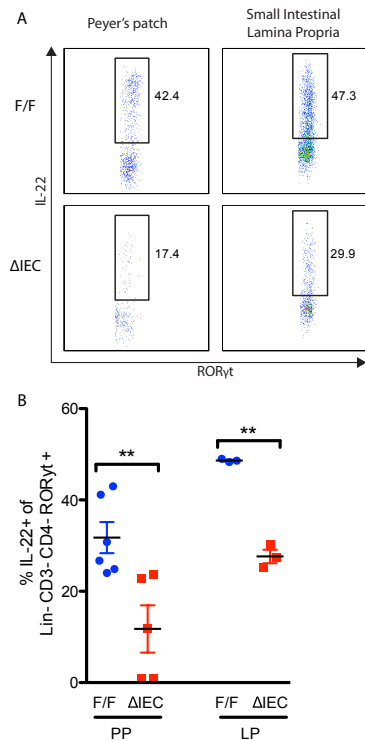 A
Peyer's patch
Small Intestinal
Lamina Propria
F/F
42.4
47.3
IL-22
ΔIEC
17.4
29.9
RORγt
B
% IL-22+ of
Lin- CD3- CD4- RORγt +
60
40
20
0
**
**
F/F ΔIEC F/F ΔIEC
PP LP